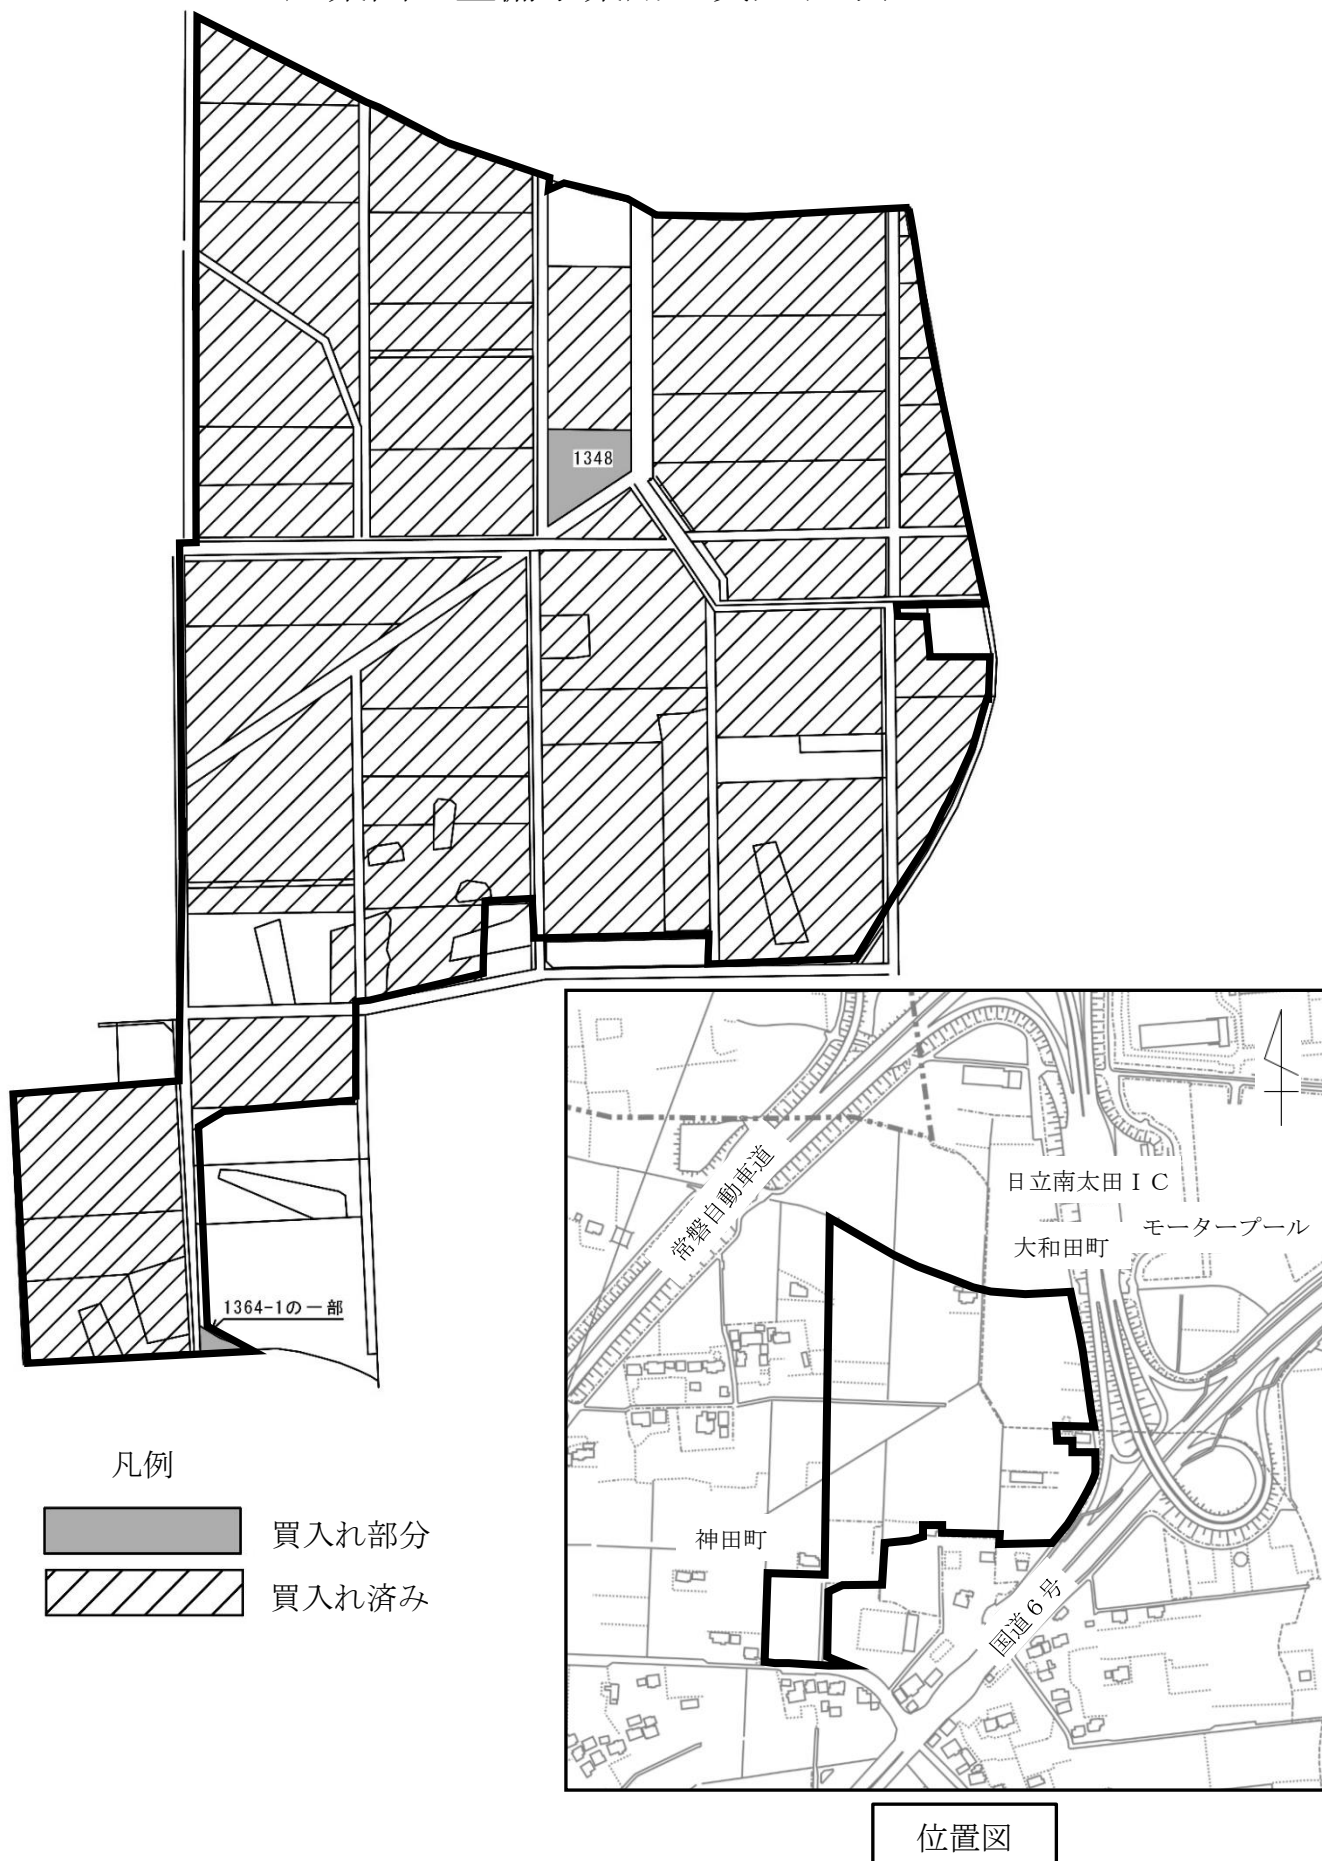 1348
1364-1の一部
凡例
買入れ部分
買入れ済み
常磐自動車道
日立南太田ＩＣ
モータープール
大和田町
神田町
国道６号
位置図